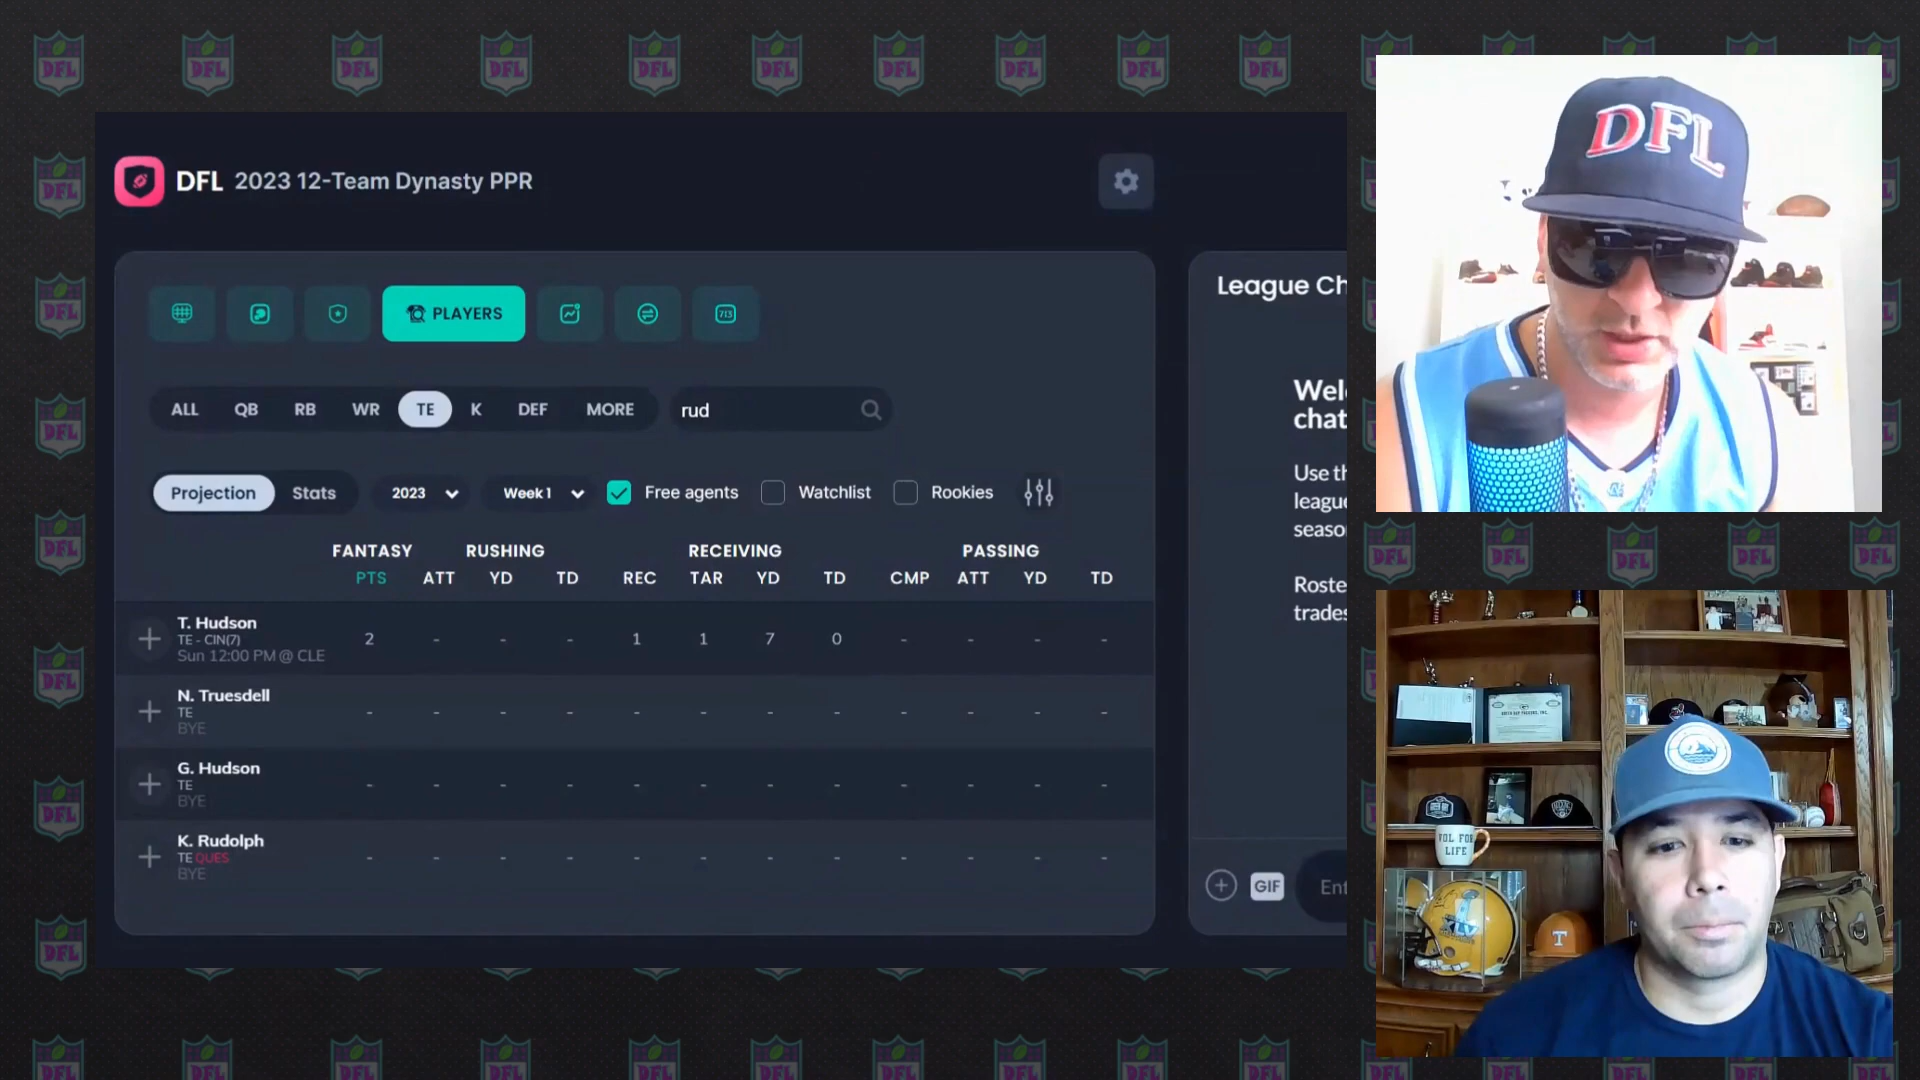 DFL 2023 12-Team Dynasty PPR
PLAYERS
713
ALL QB RB WR TE K DEF MORE
rud
Projection Stats 2023 Week 1 Free agents Watchlist Rookies
FANTASY RUSHING RECEIVING PASSING
PTS ATT YD TD REC TAR YD TD CMP ATT YD TD
T. Hudson
TE - CIN(7)
Sun 12:00 PM @ CLE
2 - - - 1 1 7 0 - - - -
N. Truesdell
TE
BYE
- - - - - - - - - - - -
G. Hudson
TE
BYE
- - - - - - - - - - - -
K. Rudolph
TE QUES
BYE
- - - - - - - - - - - -
League Ch
Wel
chat
Use th
league
seaso
Roste
trades
GIF
Ent
DFL
VOL FOR
LIFE
XLV
T
DFL